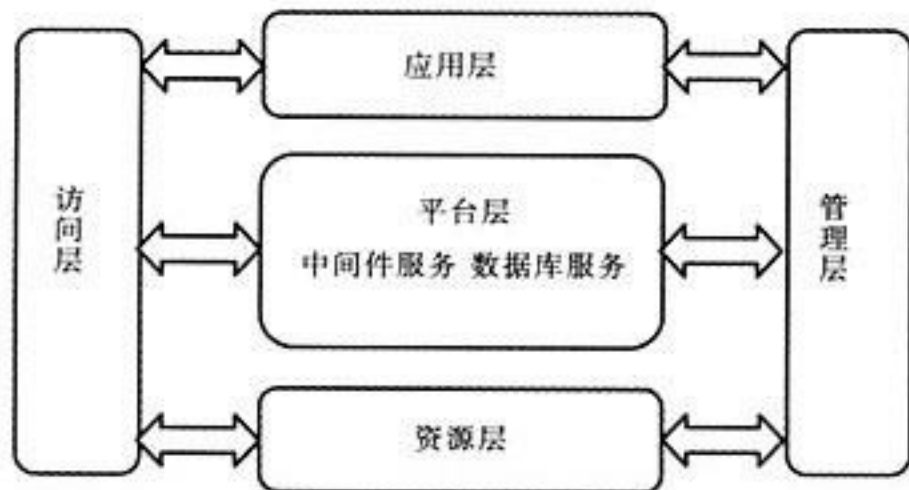 应用层
访问层
平台层
中间件服务 数据库服务
管理层
资源层